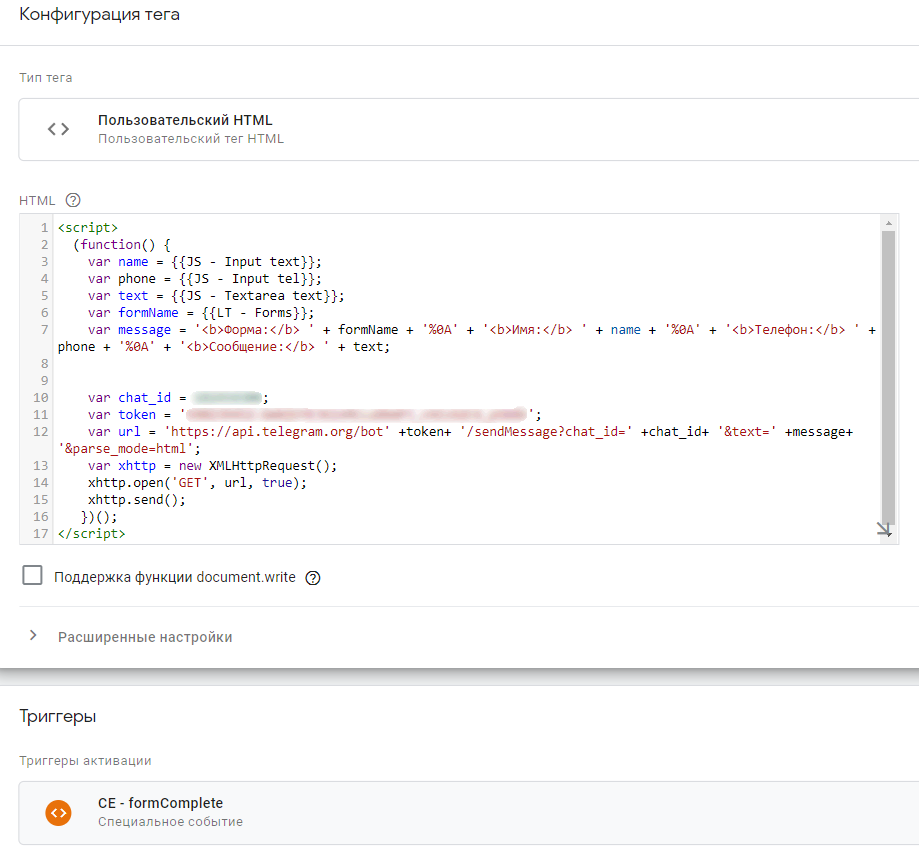 Конфигурация тега
Тип тега
Пользовательский HTML
Пользовательский тег HTML
HTML
1 <script>
2 (function() {
3 var name = {{JS - Input text}};
4 var phone = {{JS - Input tel}};
5 var text = {{JS - Textarea text}};
6 var formName = {{LT - Forms}};
7 var message = '<b>Форма:</b> ' + formName + '%0A' + '<b>Имя:</b> ' + name + '%0A' + '<b>Телефон:</b> ' +
phone + '%0A' + '<b>Сообщение:</b> ' + text;
8
9
10 var chat_id = ;
11 var token = '';
12 var url = 'https://api.telegram.org/bot' +token+ '/sendMessage?chat_id=' +chat_id+ '&text=' +message+
'&parse_mode=html';
13 var xhttp = new XMLHttpRequest();
14 xhttp.open('GET', url, true);
15 xhttp.send();
16 })();
17 </script>
Поддержка функции document.write
Расширенные настройки
Триггеры
Триггеры активации
CE - formComplete
Специальное событие